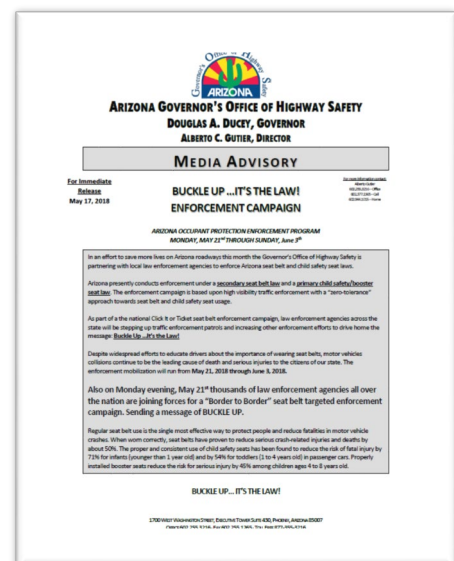 Governor's Office of Highway Safety
ARIZONA
ARIZONA GOVERNOR'S OFFICE OF HIGHWAY SAFETY
DOUGLAS A. DUCEY, GOVERNOR
ALBERTO C. GUTIER, DIRECTOR
MEDIA ADVISORY
For Immediate
Release
May 17, 2018
BUCKLE UP ...IT'S THE LAW!
ENFORCEMENT CAMPAIGN
ARIZONA OCCUPANT PROTECTION ENFORCEMENT PROGRAM
MONDAY, MAY 21st THROUGH SUNDAY, June 3th
In an effort to save more lives on Arizona roadways this month the Governor's Office of Highway Safety is
partnering with local law enforcement agencies to enforce Arizona seat belt and child safety seat laws.
Arizona presently conducts enforcement under a secondary seat belt law and a primary child safety/booster
seat law. The enforcement campaign is based upon high visibility traffic enforcement with a "zero-tolerance"
approach towards seat belt and child safety seat usage.
As part of a the national Click It or Ticket seat belt enforcement campaign, law enforcement agencies across the
state will be stepping up traffic enforcement patrols and increasing other enforcement efforts to drive home the
message: Buckle Up ...It's the Law!
Despite widespread efforts to educate drivers about the importance of wearing seat belts, motor vehicles
collisions continue to be the leading cause of death and serious injuries to the citizens of our state. The
enforcement mobilization will run from May 21, 2018 through June 3, 2018.
Also on Monday evening, May 21st thousands of law enforcement agencies all over
the nation are joining forces for a "Border to Border" seat belt targeted enforcement
campaign. Sending a message of BUCKLE UP.
Regular seat belt use is the single most effective way to protect people and reduce fatalities in motor vehicle
crashes. When worn correctly, seat belts have proven to reduce serious crash-related injuries and deaths by
about 50%. The proper and consistent use of child safety seats has been found to reduce the risk of fatal injury by
71% for infants (younger than 1 year old) and by 54% for toddlers (1 to 4 years old) in passenger cars. Properly
installed booster seats reduce the risk for serious injury by 45% among children ages 4 to 8 years old.
BUCKLE UP... IT'S THE LAW!
1700 WEST WASHINGTON STREET, EXECUTIVE TOWER SUITE 430, PHOENIX, ARIZONA 85007